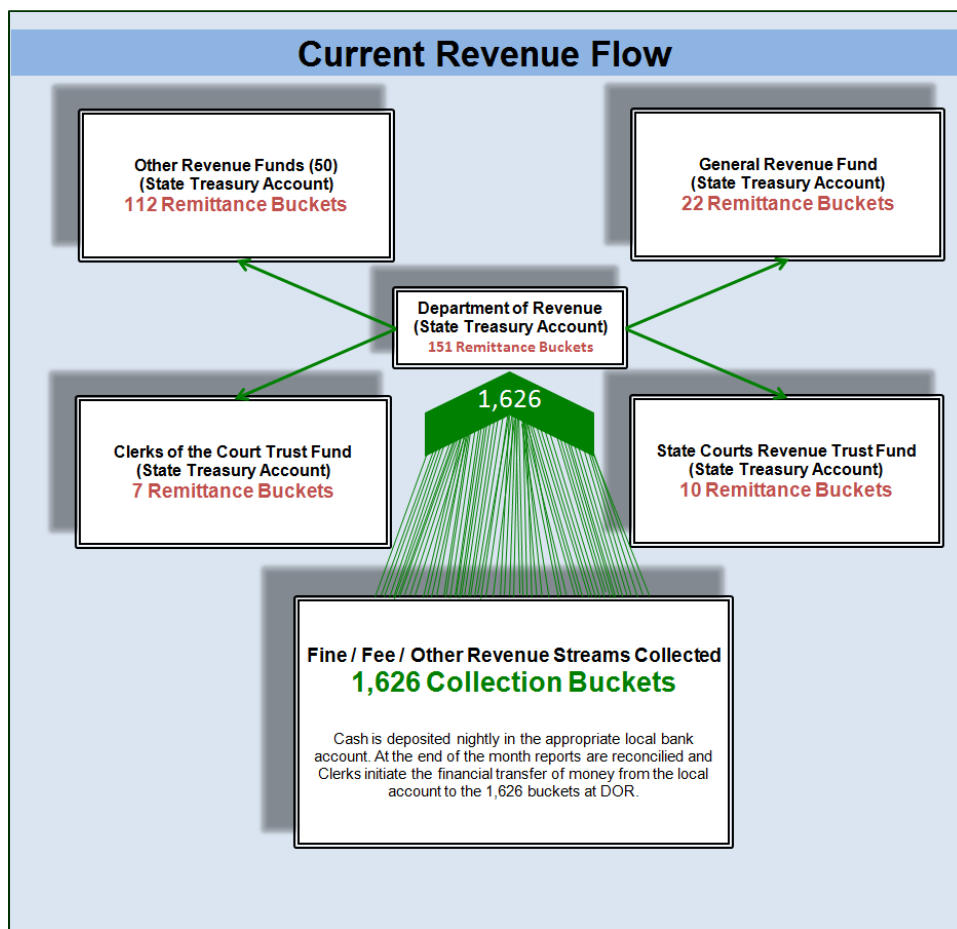 Current Revenue Flow
Other Revenue Funds (50)
(State Treasury Account)
112 Remittance Buckets
General Revenue Fund
(State Treasury Account)
22 Remittance Buckets
Department of Revenue
(State Treasury Account)
151 Remittance Buckets
1,626
Clerks of the Court Trust Fund
(State Treasury Account)
7 Remittance Buckets
State Courts Revenue Trust Fund
(State Treasury Account)
10 Remittance Buckets
Fine / Fee / Other Revenue Streams Collected
1,626 Collection Buckets
Cash is deposited nightly in the appropriate local bank
account. At the end of the month reports are reconcilied and
Clerks initiate the financial transfer of money from the local
account to the 1,626 buckets at DOR.